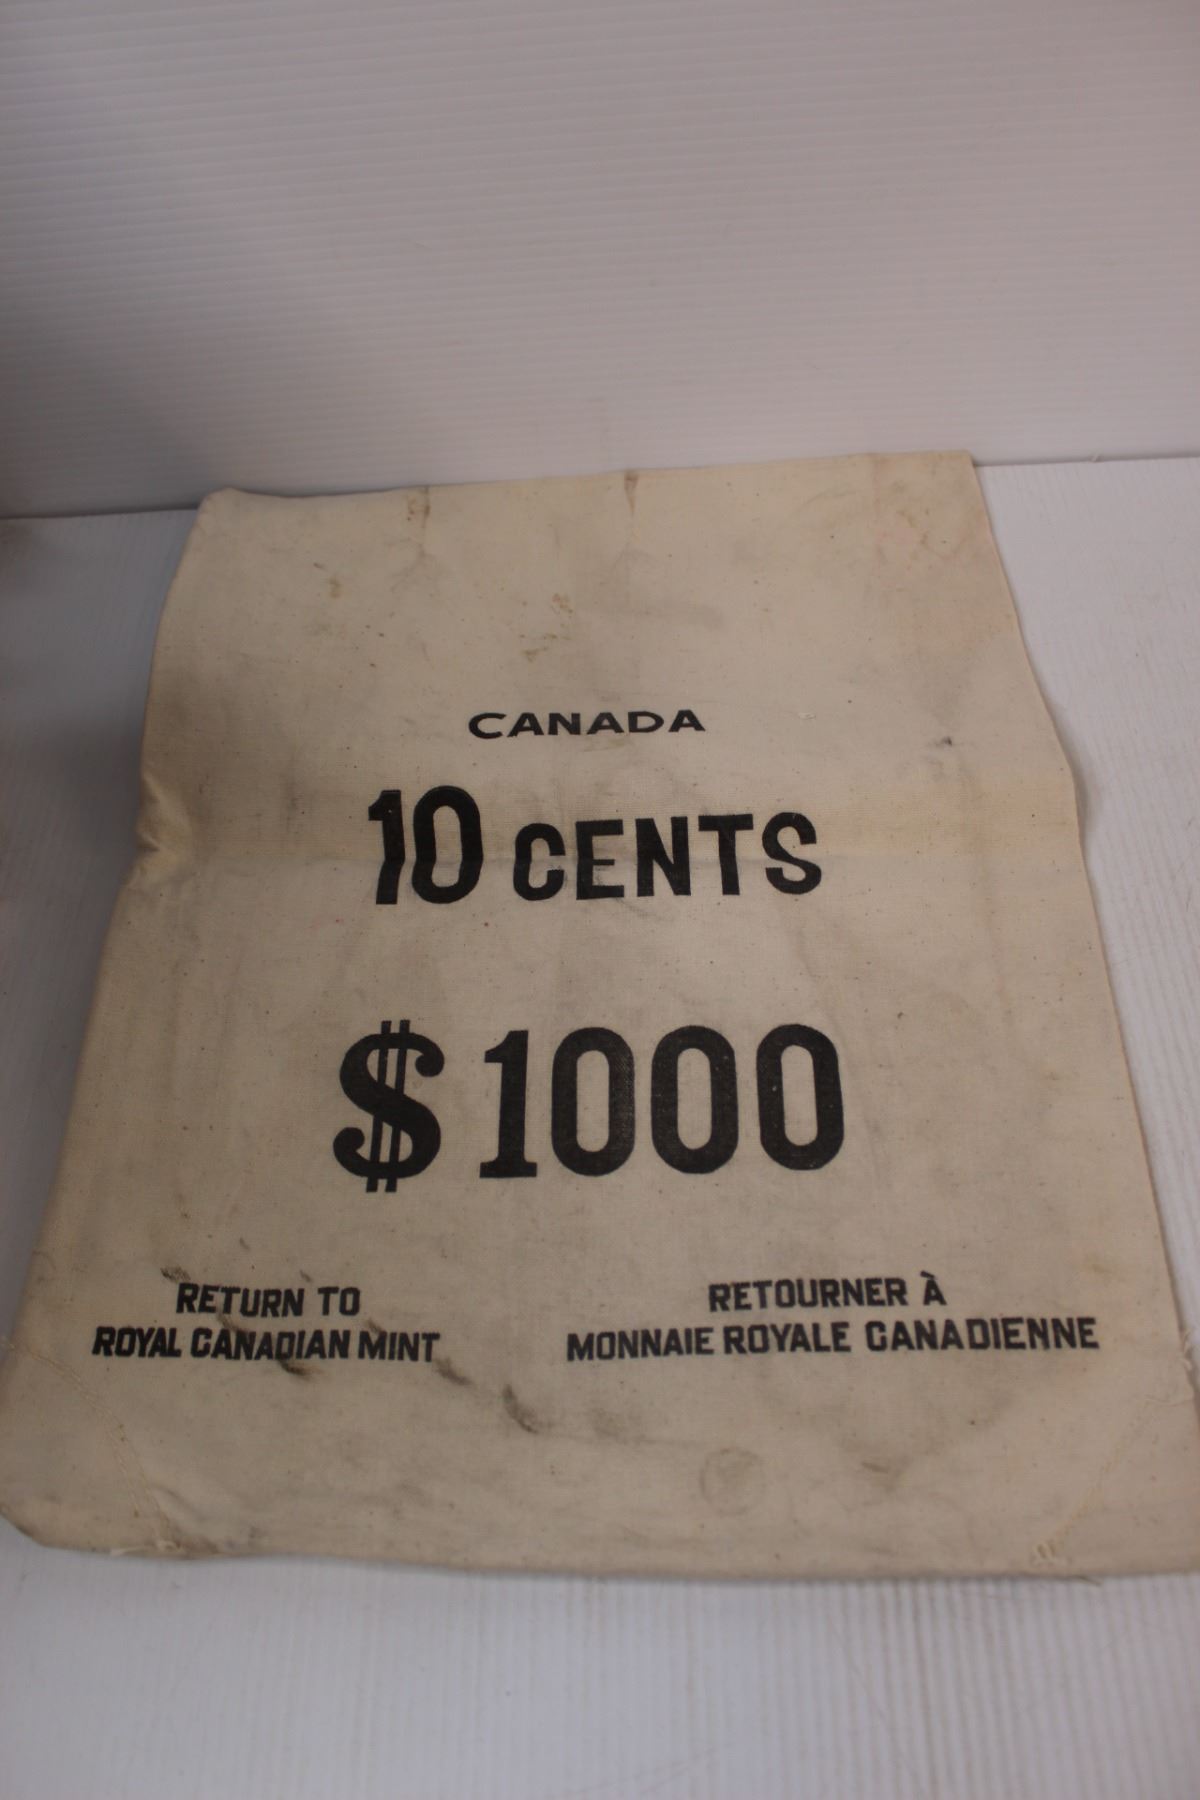 CANADA
10 CENTS
$1000
RETURN TO
ROYAL CANADIAN MINT
RETOURNER À
MONNAIE ROYALE CANADIENNE